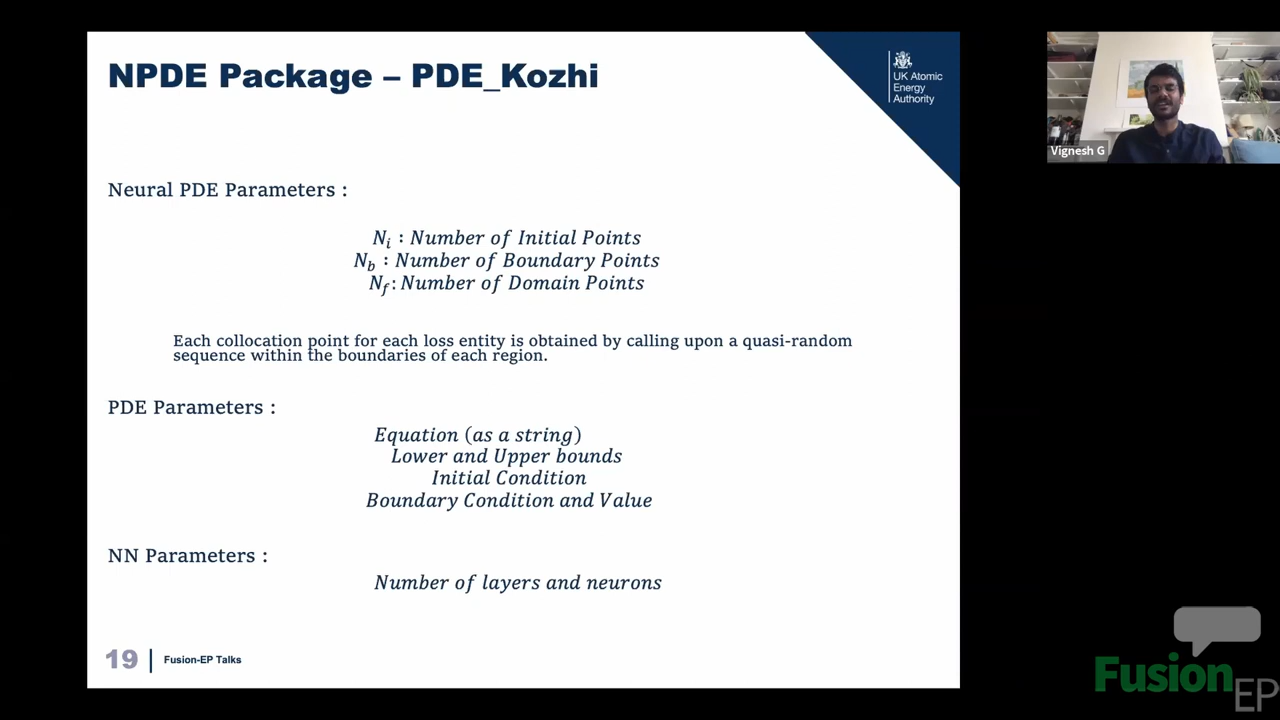 NPDE Package – PDE_Kozhi
UK Atomic
Energy
Authority
Vignesh G
Neural PDE Parameters :
N_i : Number of Initial Points
N_b : Number of Boundary Points
N_f: Number of Domain Points
Each collocation point for each loss entity is obtained by calling upon a quasi-random
sequence within the boundaries of each region.
PDE Parameters :
Equation (as a string)
Lower and Upper bounds
Initial Condition
Boundary Condition and Value
NN Parameters :
Number of layers and neurons
19
Fusion-EP Talks
Fusion
EP